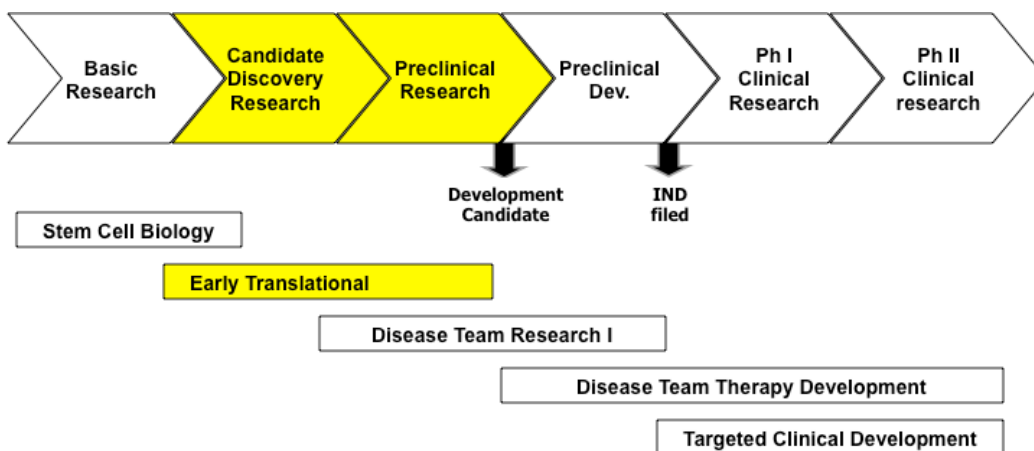 Basic
Research
Candidate
Discovery
Research
Preclinical
Research
Preclinical
Dev.
Ph I
Clinical
Research
Ph II
Clinical
research
Development
Candidate
IND
filed
Stem Cell Biology
Early Translational
Disease Team Research I
Disease Team Therapy Development
Targeted Clinical Development